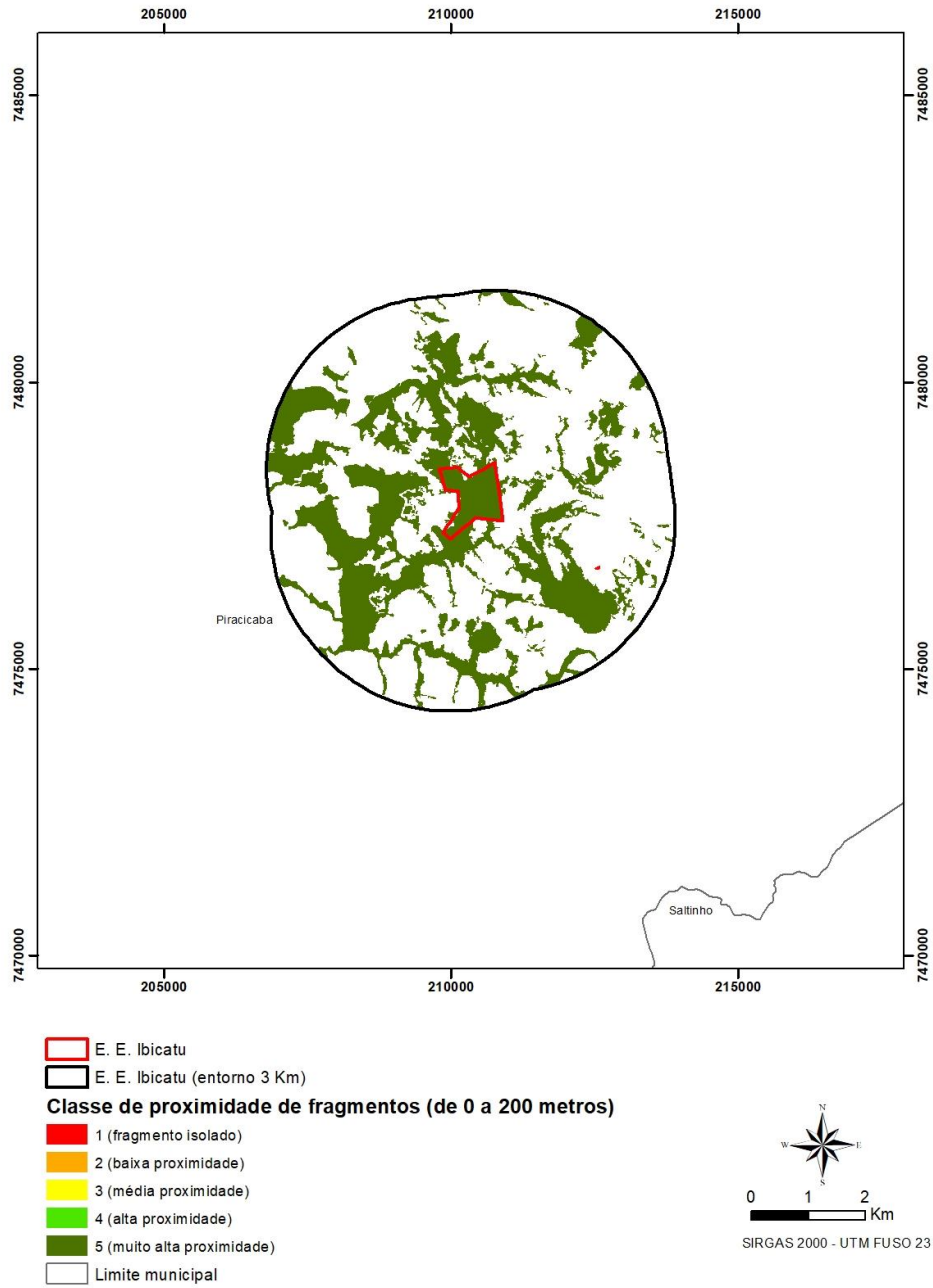 205000 210000 215000
7485000 7485000
7480000 7480000
Piracicaba
7475000 7475000
Saltinho
7470000 7470000
205000 210000 215000
E. E. Ibicatu
E. E. Ibicatu (entorno 3 Km)
Classe de proximidade de fragmentos (de 0 a 200 metros)
1 (fragmento isolado)
2 (baixa proximidade)
3 (média proximidade)
4 (alta proximidade)
5 (muito alta proximidade)
Limite municipal
N
W E
S
0 1 2
Km
SIRGAS 2000 - UTM FUSO 23